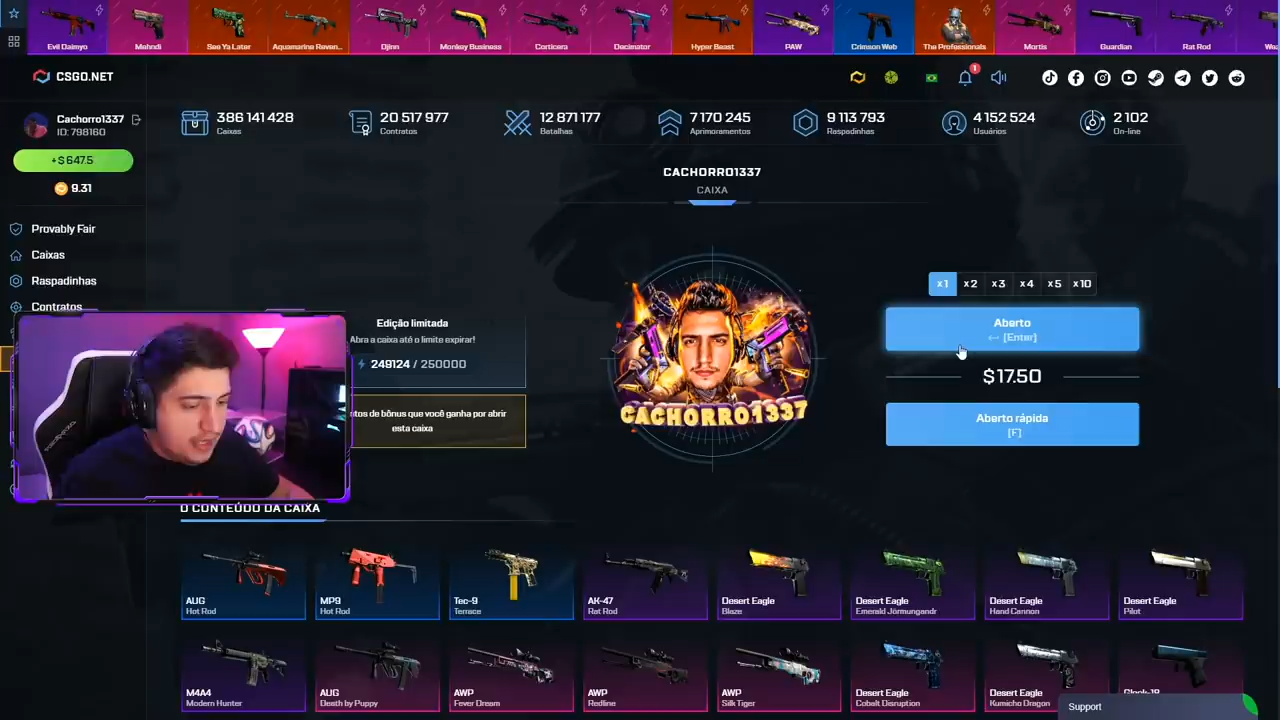 Evil Daimyo
Mehndi
See Ya Later
Aquamarine Reven...
Djinn
Monkey Business
Corticera
Decimator
Hyper Beast
PAW
Crimson Web
The Professionals
Mortis
Guardian
Rat Rod
CSGO.NET
1
Cachorro1337
ID: 798160
+$ 647.5
9.31
386 141 428
Caixas
20 517 977
Contratos
12 871 177
Batalhas
7 170 245
Aprimoramentos
9 113 793
Raspadinhas
4 152 524
Usuários
2 102
On-line
CACHORRO1337
CAIXA
Provably Fair
Caixas
Raspadinhas
Contratos
Edição limitada
Abra a caixa até o limite expirar!
249124 / 250000
ntos de bônus que você ganha por abrir
esta caixa
CACHORRO1337
x1 x2 x3 x4 x5 x10
Aberto
← [Enter]
$17.50
Aberto rápida
[F]
O CONTEÚDO DA CAIXA
AUG
Hot Rod
MP9
Hot Rod
Tec-9
Terrace
AK-47
Rat Rod
Desert Eagle
Blaze
Desert Eagle
Emerald Jörmungandr
Desert Eagle
Hand Cannon
Desert Eagle
Pilot
M4A4
Modern Hunter
AUG
Death by Puppy
AWP
Fever Dream
AWP
Redline
AWP
Silk Tiger
Desert Eagle
Cobalt Disruption
Desert Eagle
Kumicho Dragon
Glock-18
Support